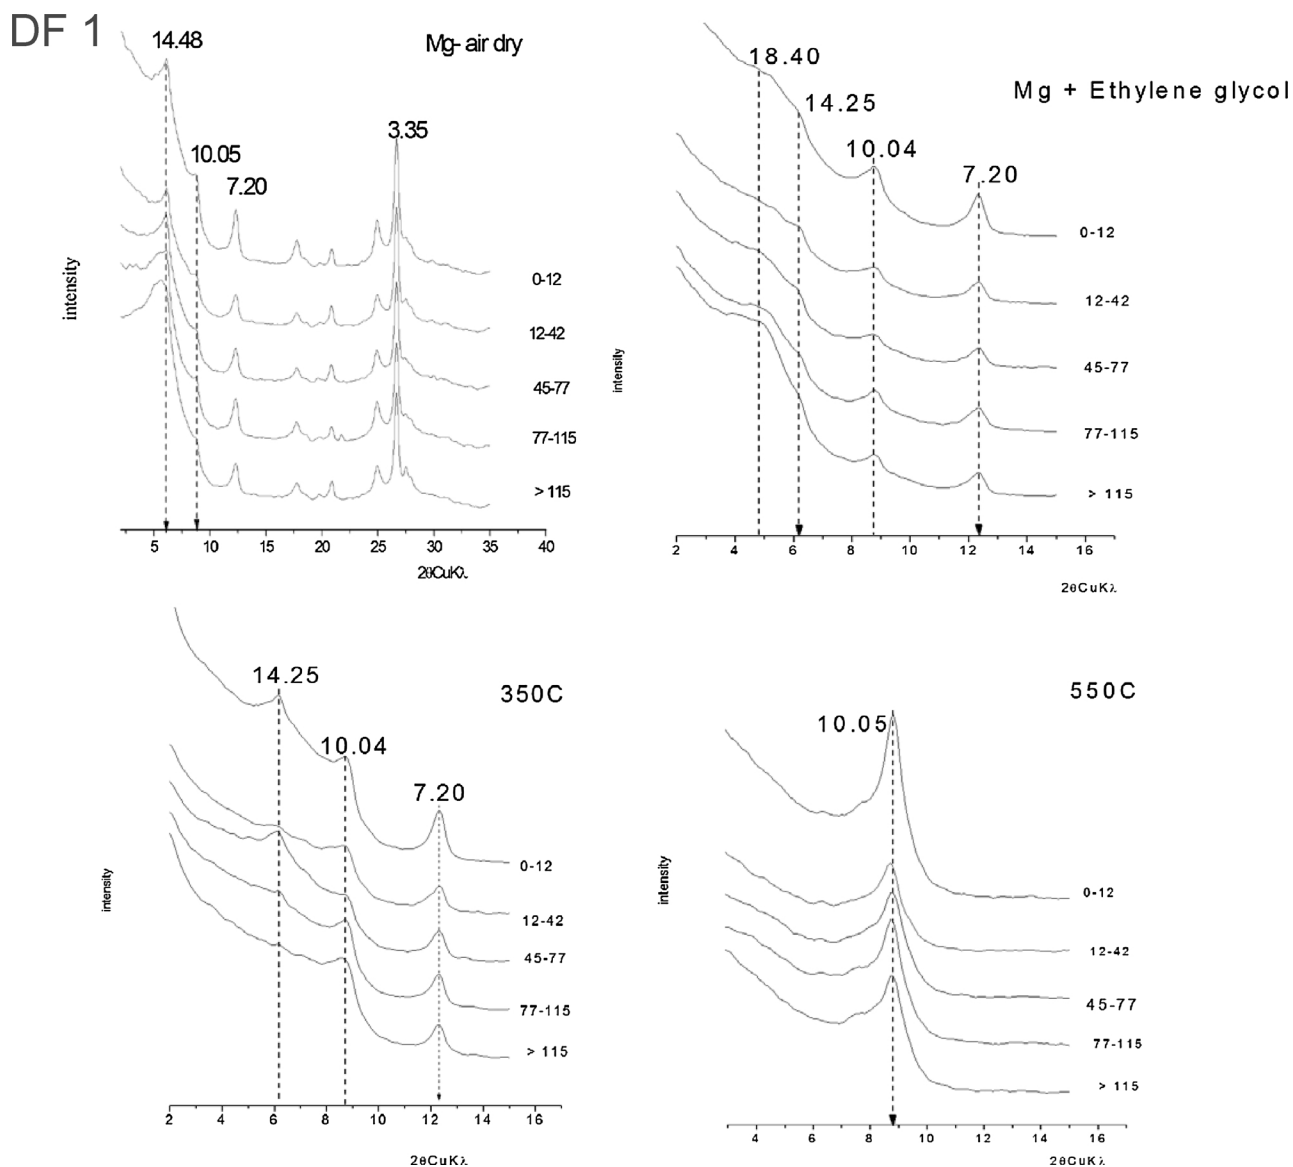 DF 1
Mg- air dry
14.48
10.05
7.20
3.35
0-12
12-42
45-77
77-115
> 115
intensity
5 10 15 20 25 30 35 40
2θCuKλ
Mg + Ethylene glycol
18.40
14.25
10.04
7.20
0-12
12-42
45-77
77-115
> 115
intensity
2 4 6 8 10 12 14 16
2θCuKλ
350C
14.25
10.04
7.20
0-12
12-42
45-77
77-115
> 115
intensity
2 4 6 8 10 12 14 16
2θCuKλ
550C
10.05
0-12
12-42
45-77
77-115
> 115
intensity
4 6 8 10 12 14 16
2θCuKλ